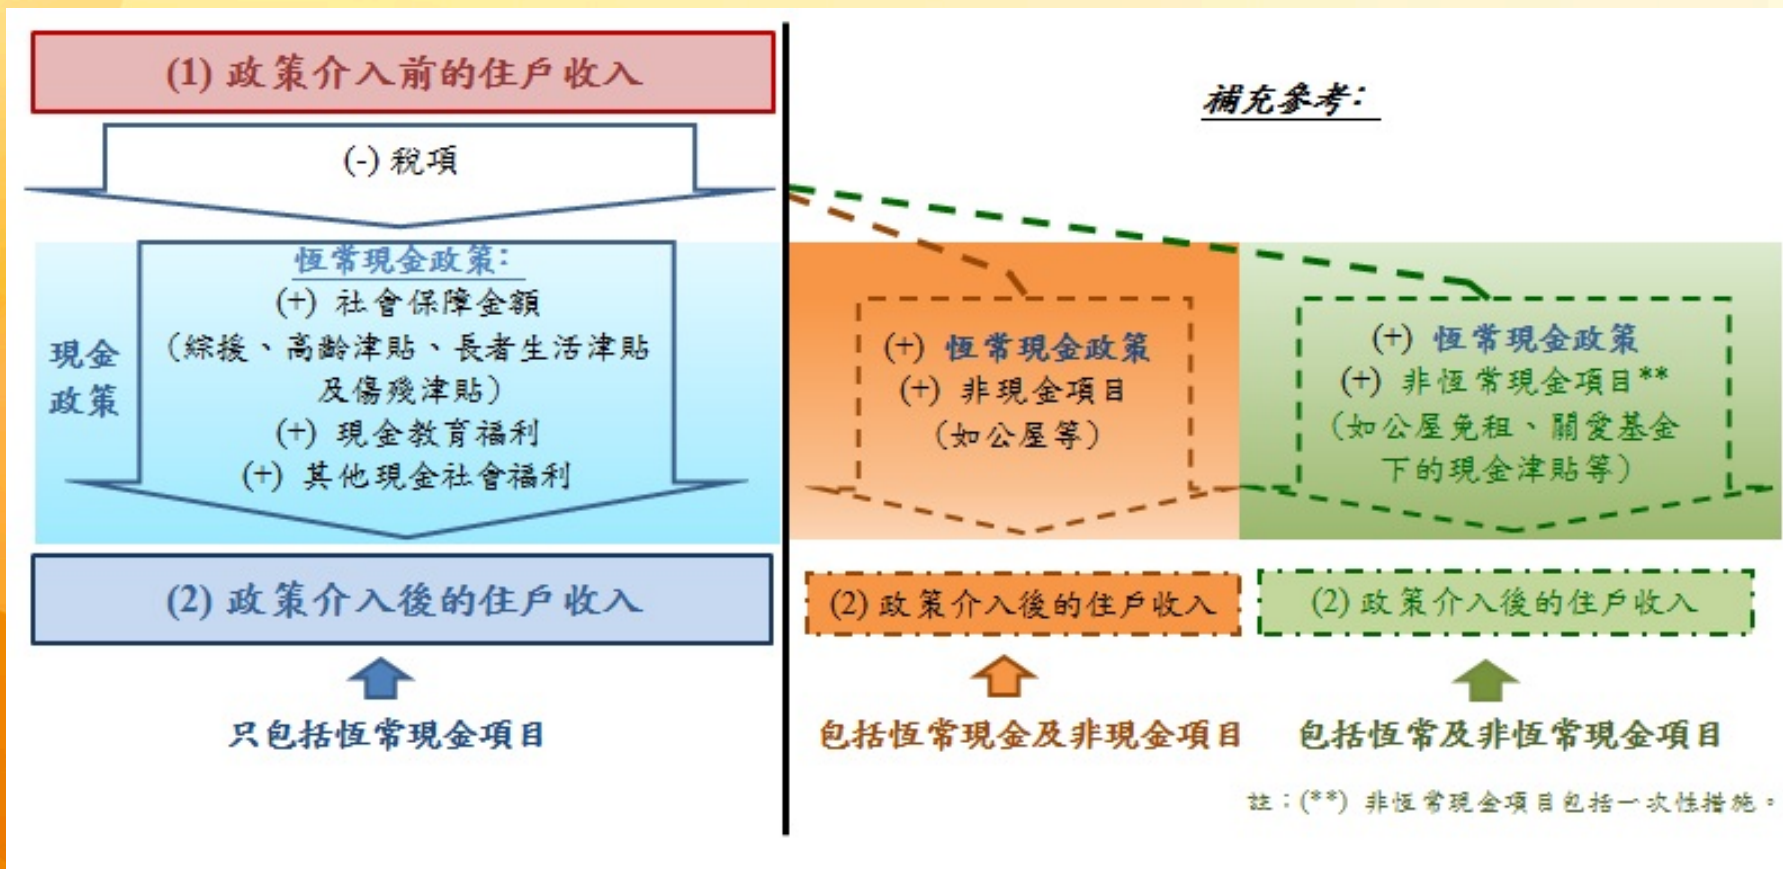 (1) 政策介入前的住戶收入
(-) 稅項
現金
政策
恆常現金政策：
(+) 社會保障金額
（綜援、高齡津貼、長者生活津貼
及傷殘津貼）
(+) 現金教育福利
(+) 其他現金社會福利
(2) 政策介入後的住戶收入
只包括恆常現金項目
補充參考：
(+) 恆常現金政策
(+) 非現金項目
（如公屋等）
(2) 政策介入後的住戶收入
包括恆常現金及非現金項目
(+) 恆常現金政策
(+) 非恆常現金項目**
（如公屋免租、關愛基金
下的現金津貼等）
(2) 政策介入後的住戶收入
包括恆常及非恆常現金項目
註：(**) 非恆常現金項目包括一次性措施。